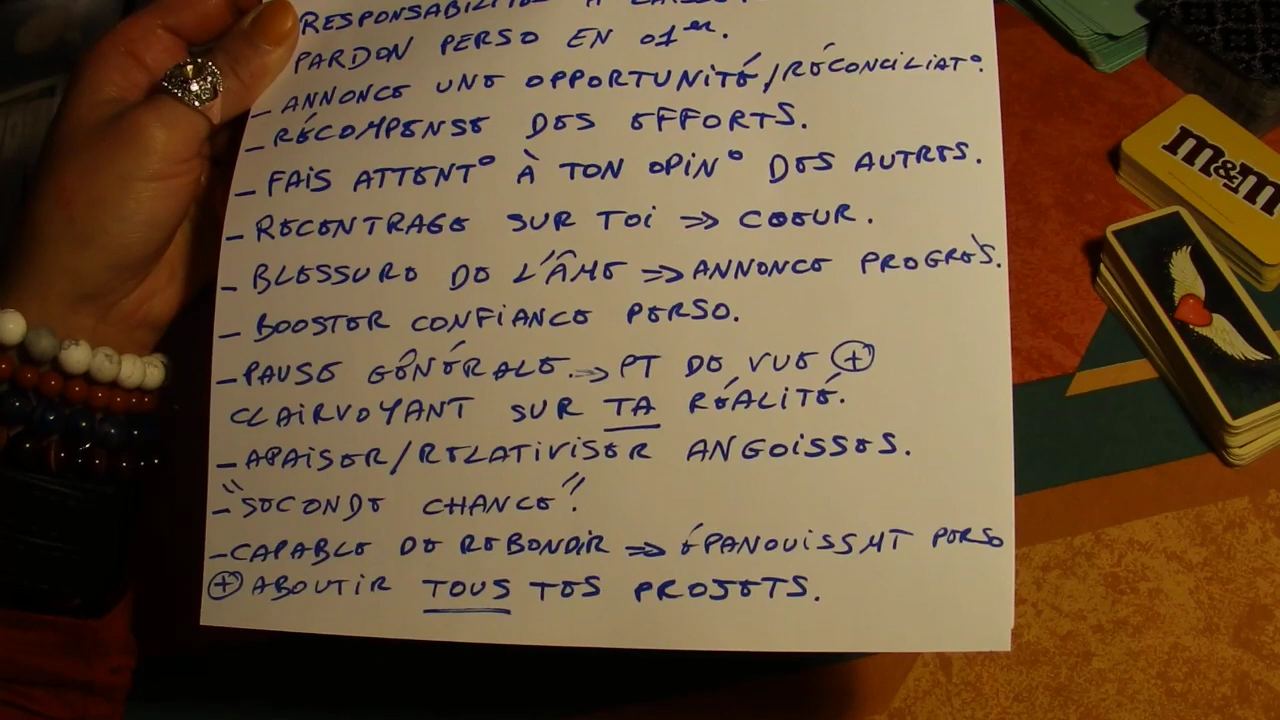 RESPONSABILITÉ À
PARDON PERSO EN 01er.
_ ANNONCE UNE OPPORTUNITÉ/RÉCONCILIAT°.
_ RÉCOMPENSE DES EFFORTS.
_ FAIS ATTENT° À TON OPIN° DES AUTRES.
_ RECENTRAGE SUR TOI => COEUR.
_ BLESSURE DE L'ÂME => ANNONCE PROGRÈS.
_ BOOSTER CONFIANCE PERSO.
_ PAUSE GÉNÉRALE. => PT DE VUE ⊕
CLAIRVOYANT SUR TA RÉALITÉ.
_ APAISER/RELATIVISER ANGOISSES.
_ "SECONDE CHANCE".
_ CAPABLE DE REBONDIR => ÉPANOUISSMT PERSO
⊕ ABOUTIR TOUS TES PROJETS.
M&M